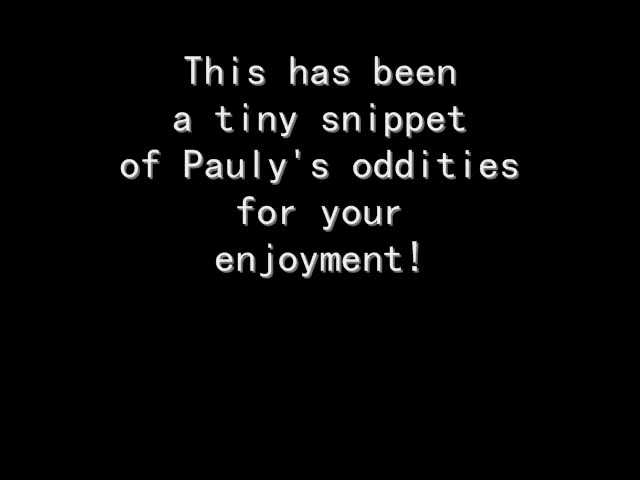 This has been
a tiny snippet
of Pauly's oddities
for your
enjoyment!